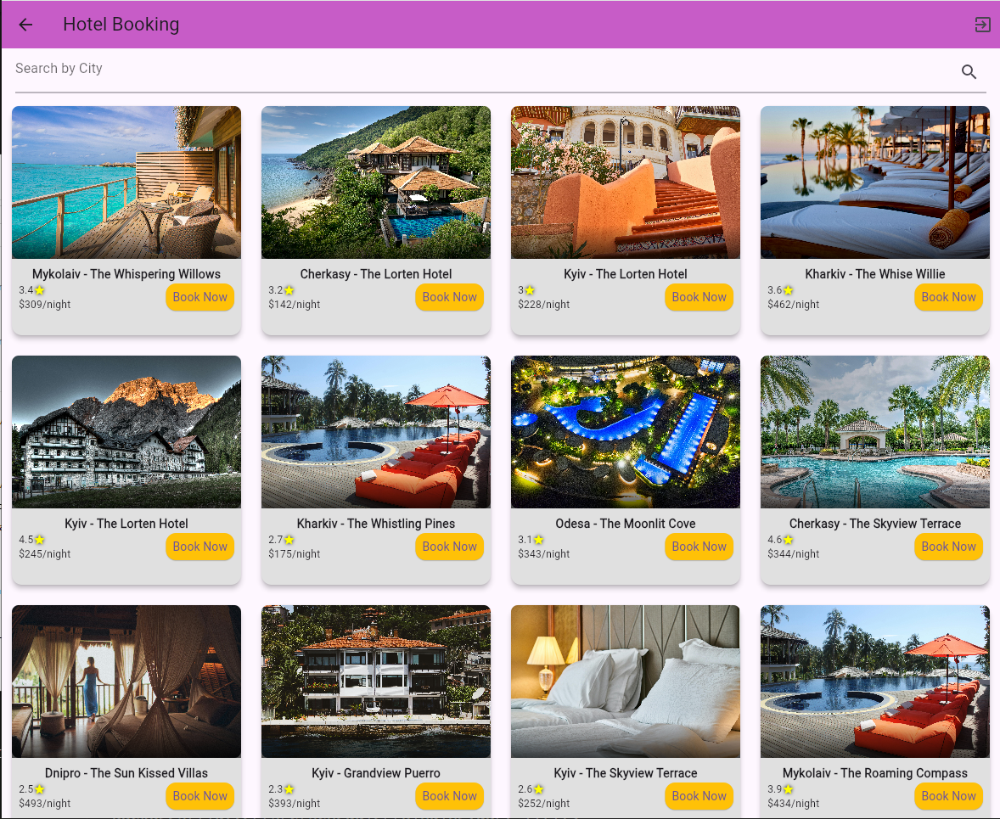 Hotel Booking
Search by City
Mykolaiv - The Whispering Willows
3.4
$309/night
Book Now
Cherkasy - The Lorten Hotel
3.2
$142/night
Book Now
Kyiv - The Lorten Hotel
3
$228/night
Book Now
Kharkiv - The Whise Willie
3.6
$462/night
Book Now
Kyiv - The Lorten Hotel
4.5
$245/night
Book Now
Kharkiv - The Whistling Pines
2.7
$175/night
Book Now
Odesa - The Moonlit Cove
3.1
$343/night
Book Now
Cherkasy - The Skyview Terrace
4.6
$344/night
Book Now
Dnipro - The Sun Kissed Villas
2.5
$493/night
Book Now
Kyiv - Grandview Puerro
2.3
$393/night
Book Now
Kyiv - The Skyview Terrace
2.6
$252/night
Book Now
Mykolaiv - The Roaming Compass
3.9
$434/night
Book Now